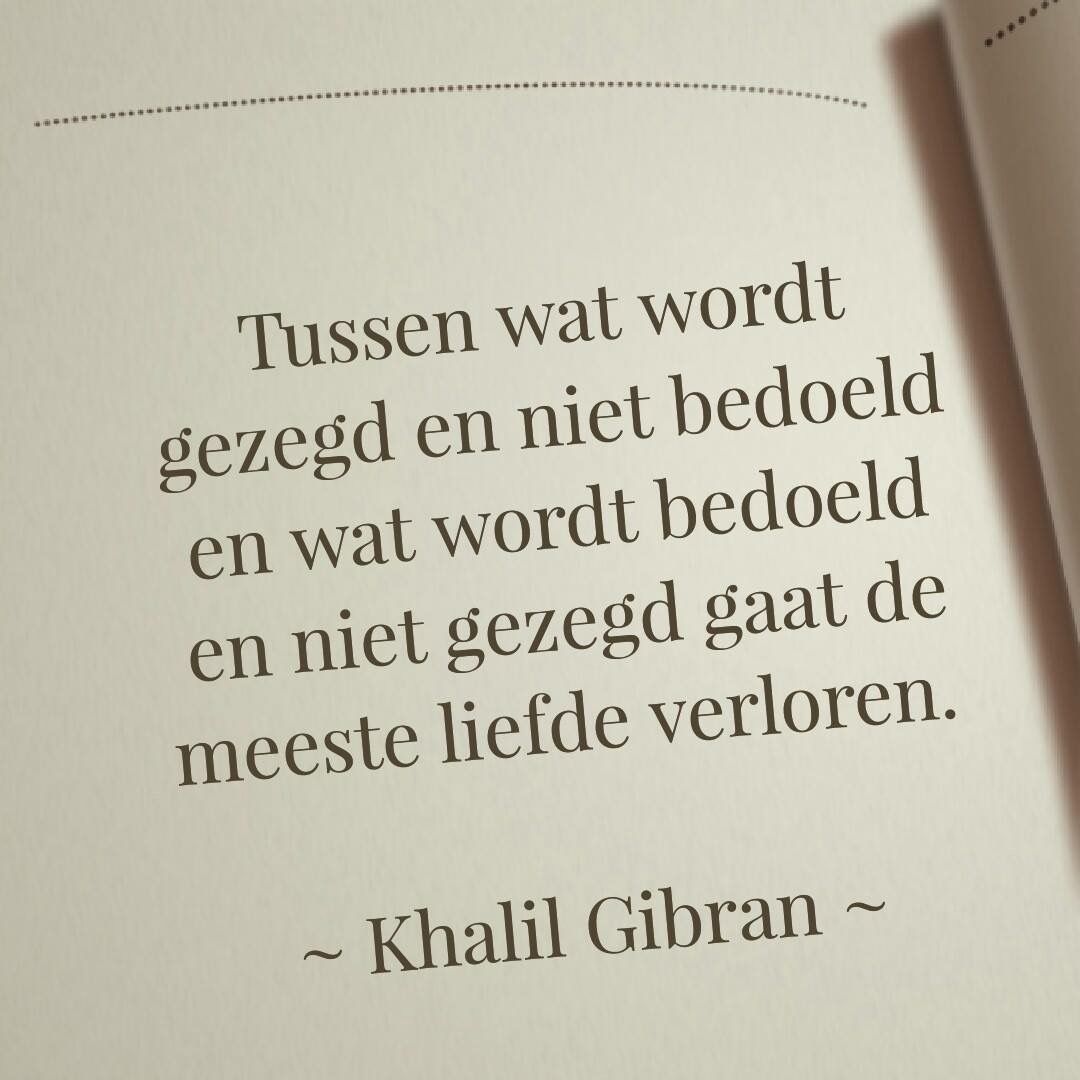 Tussen wat wordt
gezegd en niet bedoeld
en wat wordt bedoeld
en niet gezegd gaat de
meeste liefde verloren.
~ Khalil Gibran ~